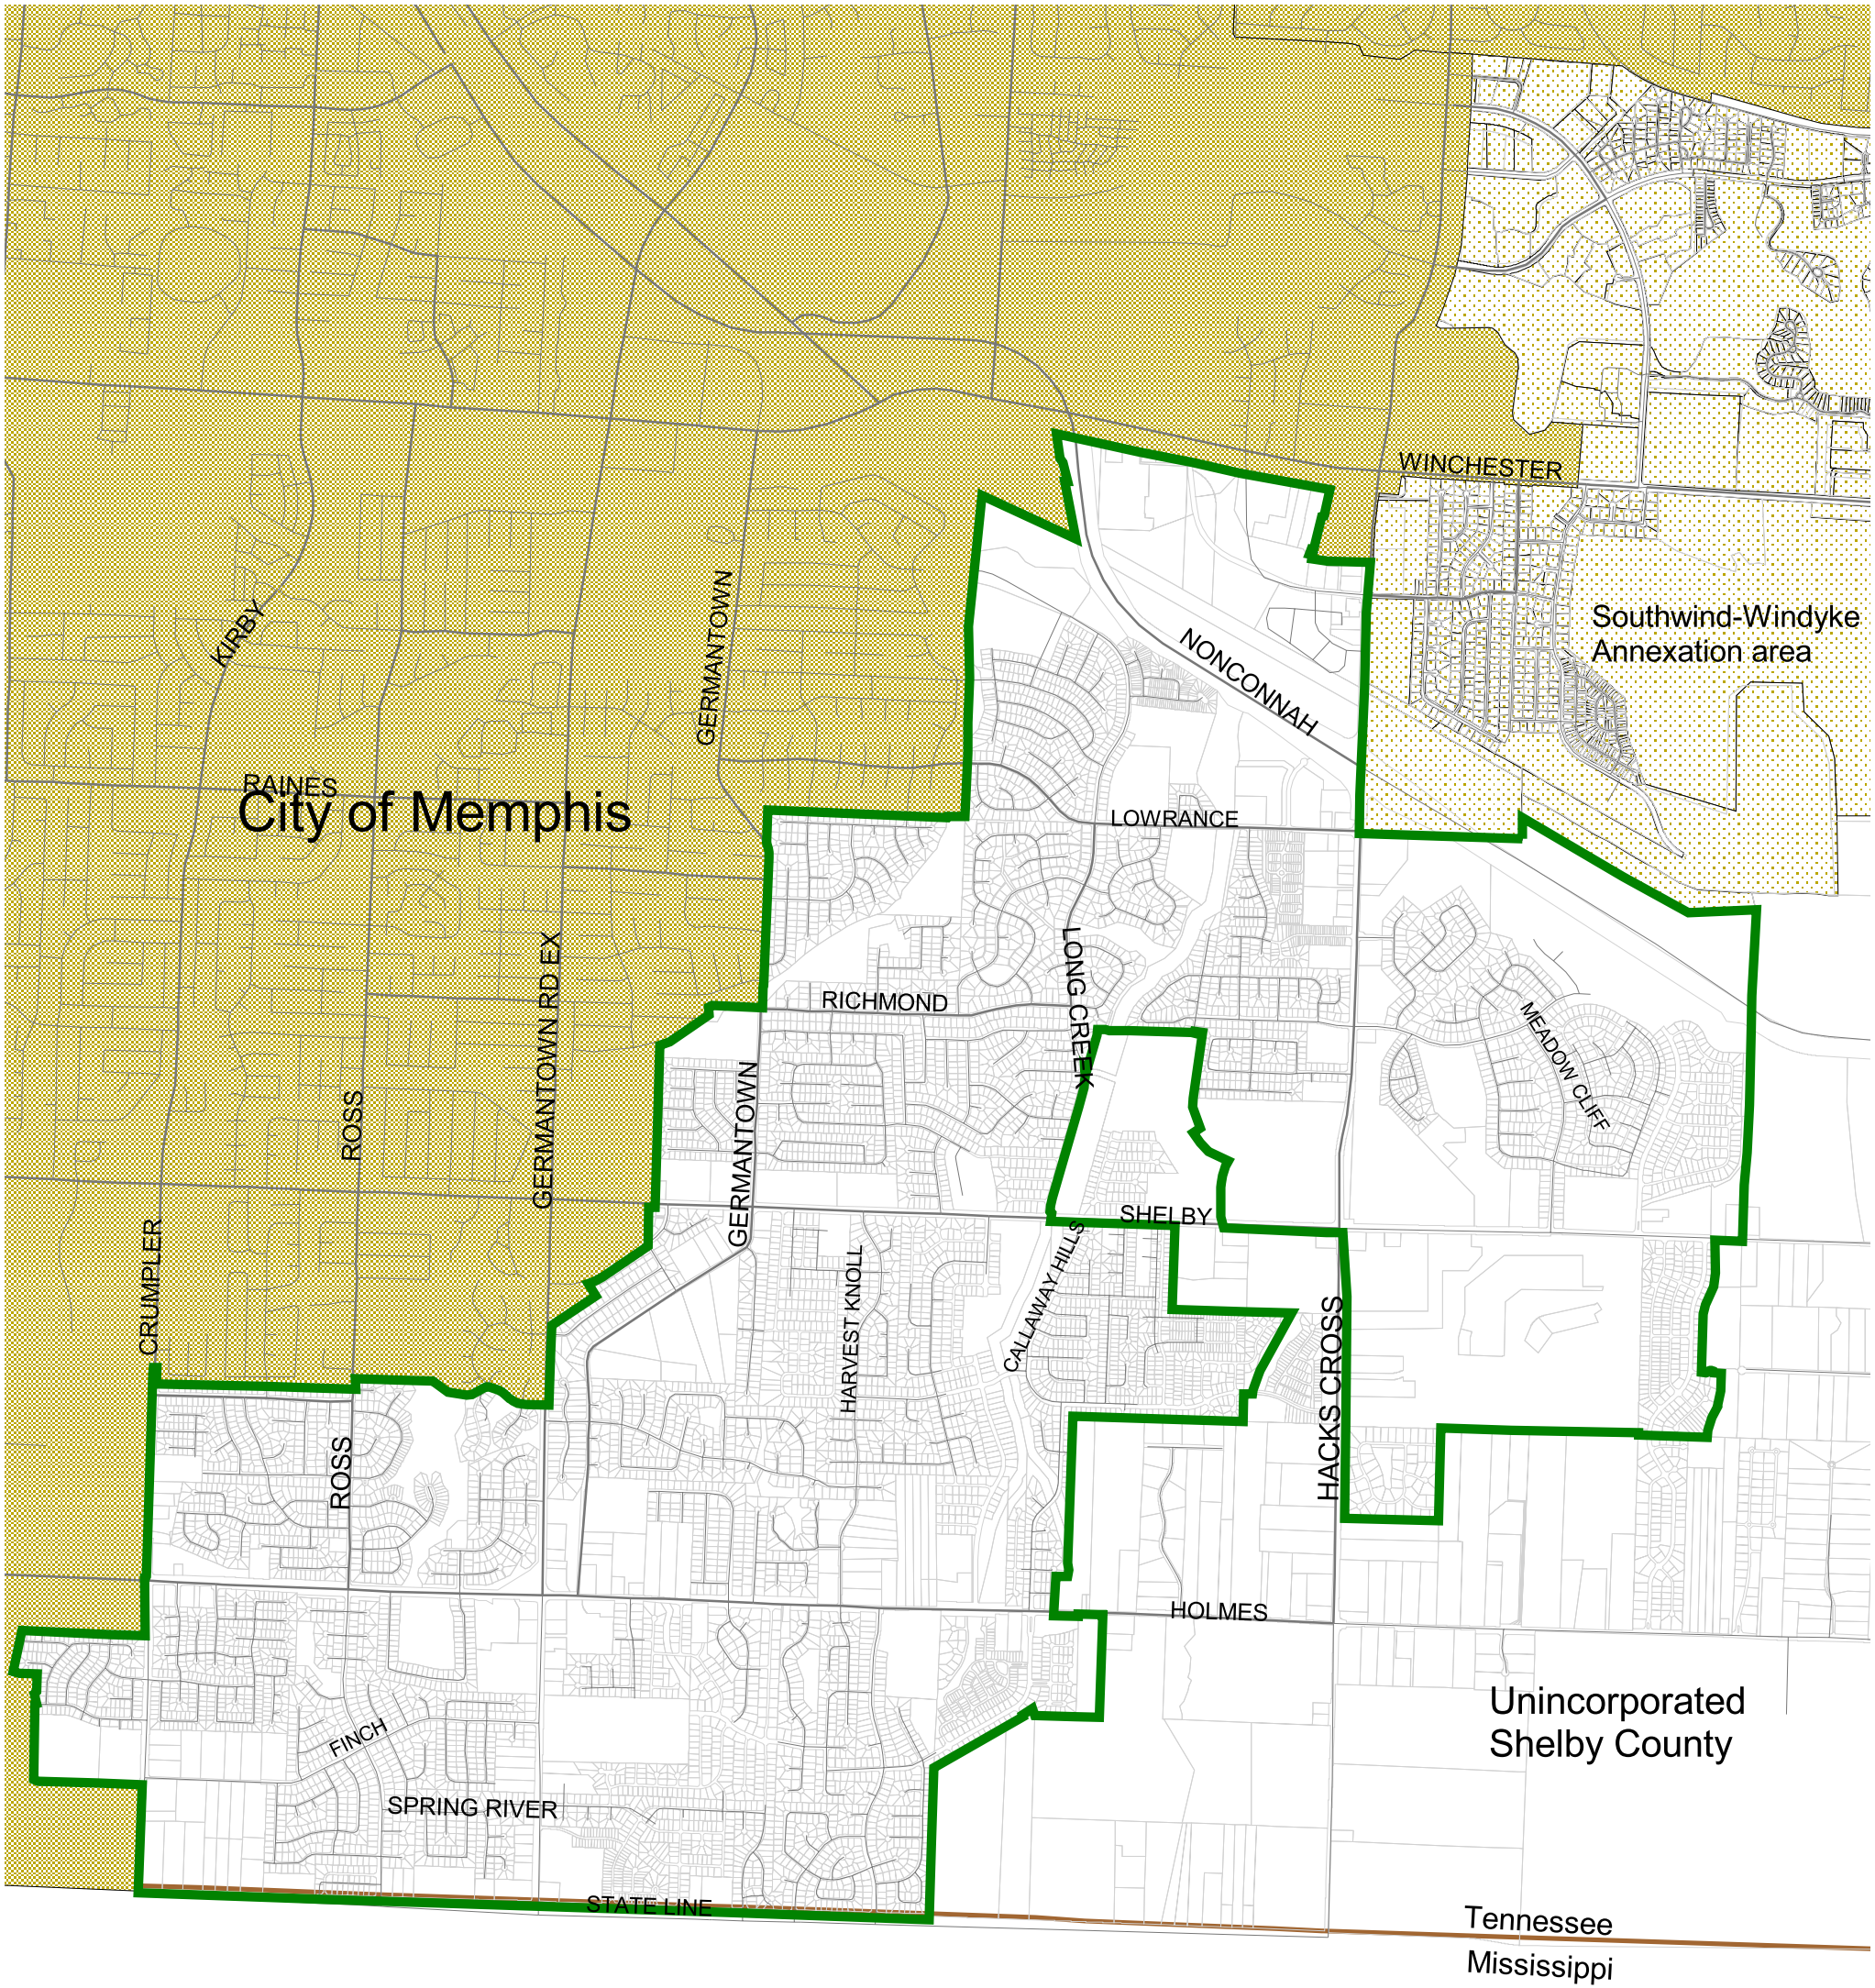 WINCHESTER
KIRBY
GERMANTOWN
Southwind-Windyke
Annexation area
NONCONNAH
RAINES
City of Memphis
LOWRANCE
GERMANTOWN RD EX
LONG CREEK
RICHMOND
MEADOW CLIFF
ROSS
GERMANTOWN
SHELBY
CRUMPLER
HARVEST KNOLL
CALLAWAY HILLS
HACKS CROSS
ROSS
HOLMES
Unincorporated
Shelby County
FINCH
SPRING RIVER
STATE LINE
Tennessee
Mississippi